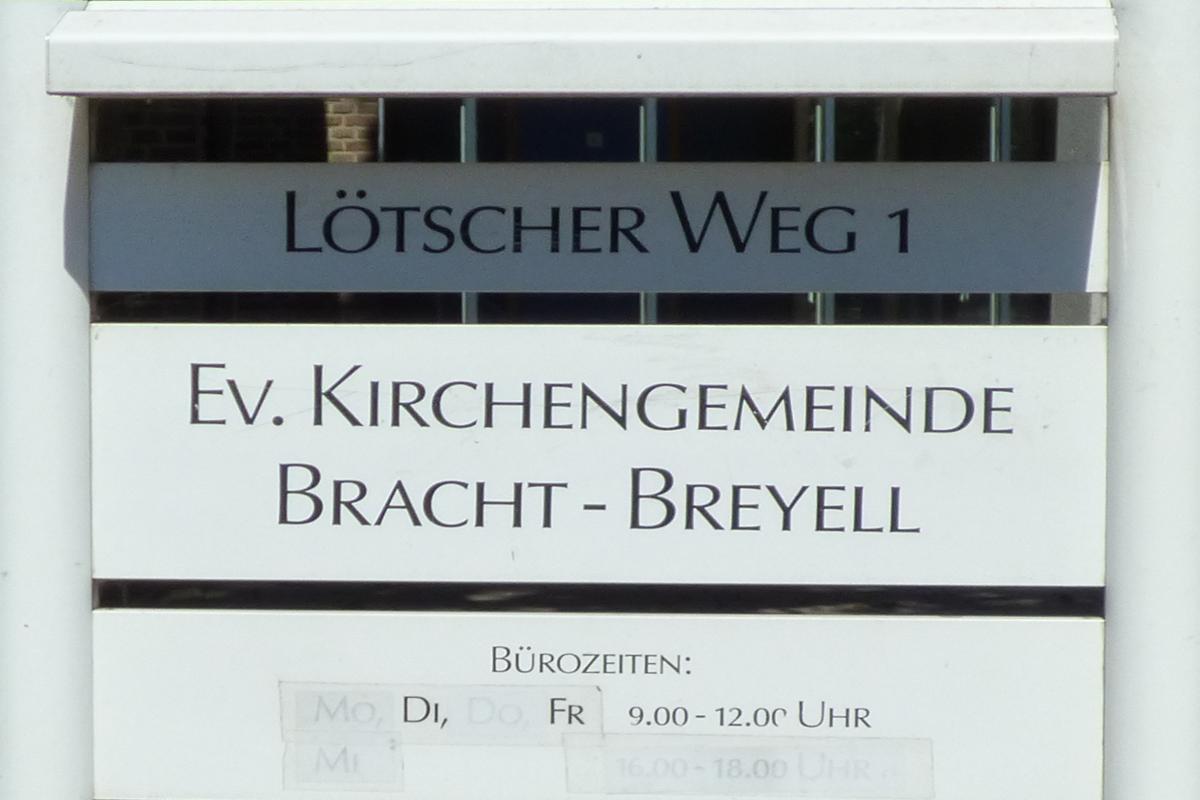 LÖTSCHER WEG 1
EV. KIRCHENGEMEINDE
BRACHT - BREYELL
BÜROZEITEN:
MO, DI, DO, FR 9.00 - 12.00 UHR
MI 16.00 - 18.00 UHR